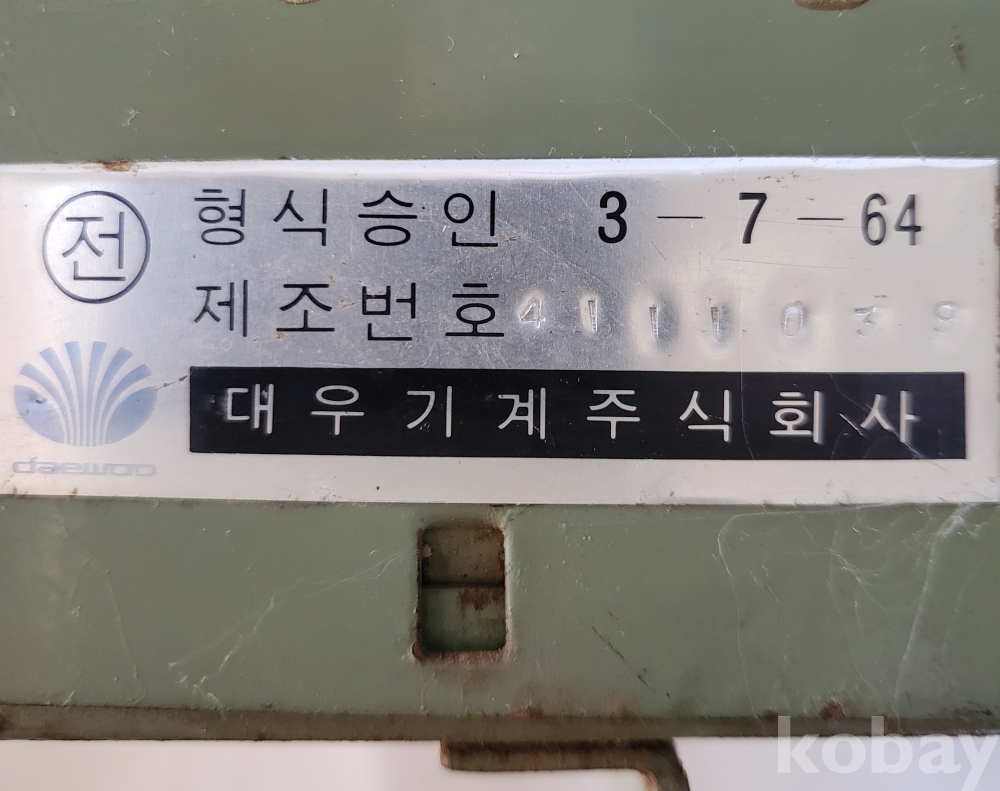 전 형식승인 3-7-64
제조번호 4111039
대우기계주식회사
daewoo
kobay